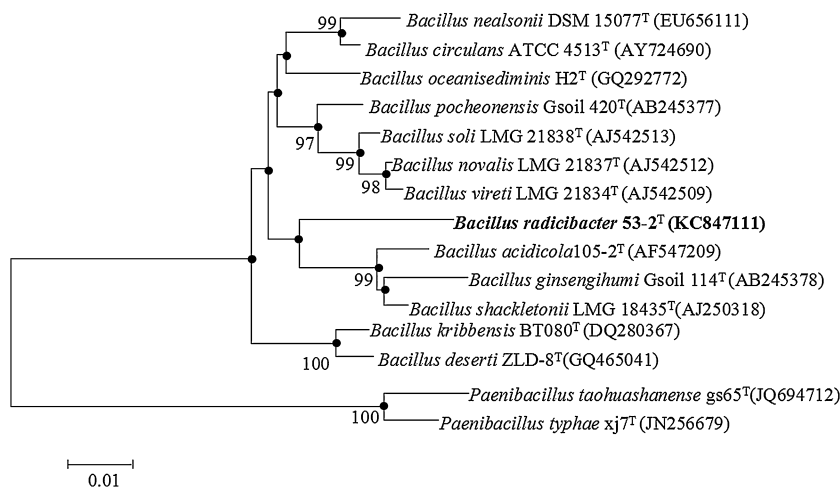 99
Bacillus nealsonii DSM 15077ᵀ (EU656111)
Bacillus circulans ATCC 4513ᵀ (AY724690)
Bacillus oceanisediminis H2ᵀ (GQ292772)
Bacillus pocheonensis Gsoil 420ᵀ(AB245377)
97
Bacillus soli LMG 21838ᵀ (AJ542513)
99
Bacillus novalis LMG 21837ᵀ (AJ542512)
98
Bacillus vireti LMG 21834ᵀ (AJ542509)
Bacillus radicibacter 53-2ᵀ (KC847111)
Bacillus acidicola105-2ᵀ (AF547209)
99
Bacillus ginsengihumi Gsoil 114ᵀ(AB245378)
Bacillus shackletonii LMG 18435ᵀ(AJ250318)
Bacillus kribbensis BT080ᵀ (DQ280367)
100
Bacillus deserti ZLD-8ᵀ(GQ465041)
Paenibacillus taohuashanense gs65ᵀ(JQ694712)
100
Paenibacillus typhae xj7ᵀ (JN256679)
0.01